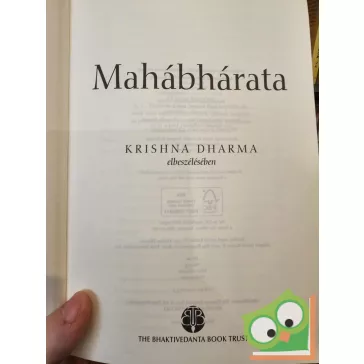 Mahábhárata
KRISHNA DHARMA
elbeszélésében
THE BHAKTIVEDANTA BOOK TRUST